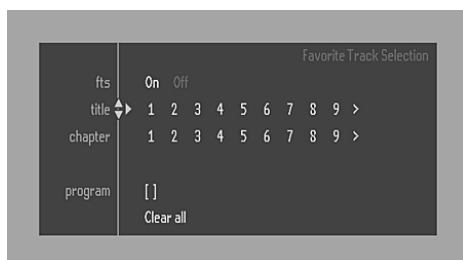 Favorite Track Selection
fts On Off
title 1 2 3 4 5 6 7 8 9 >
chapter 1 2 3 4 5 6 7 8 9 >
program [ ]
Clear all